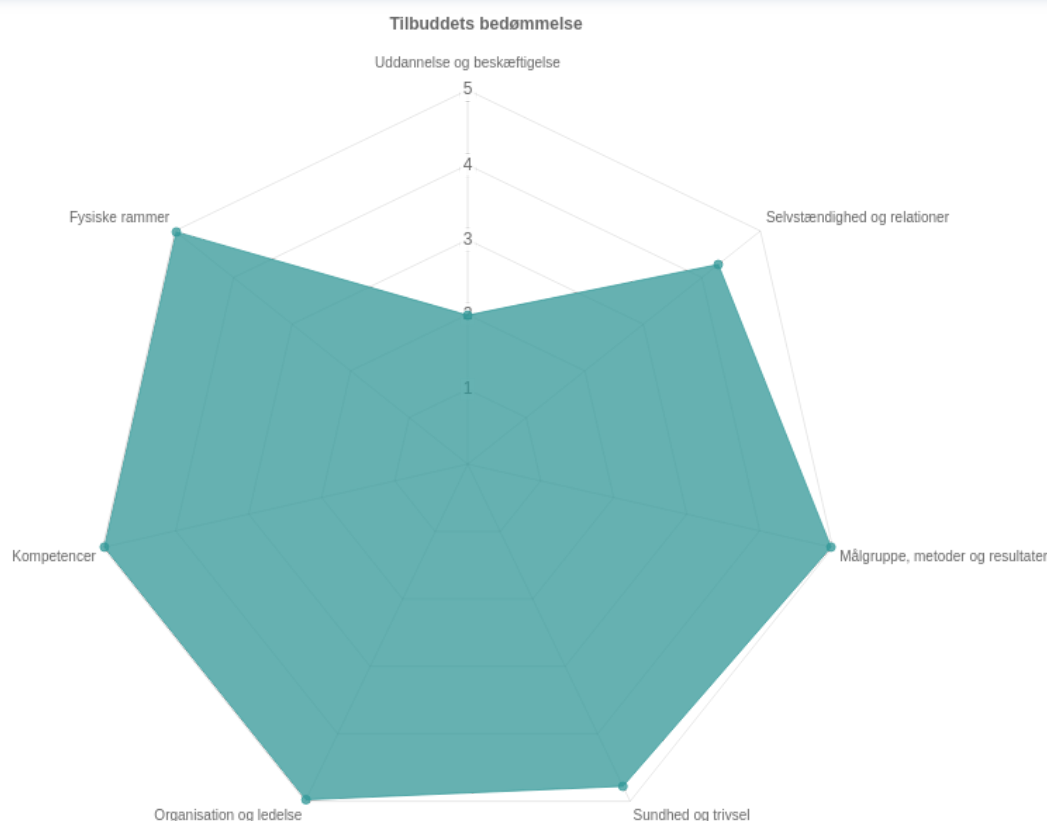 Tilbuddets bedømmelse
Uddannelse og beskæftigelse
5
4
Fysiske rammer
Selvstændighed og relationer
3
2
1
Kompetencer
Målgruppe, metoder og resultater
Organisation og ledelse
Sundhed og trivsel